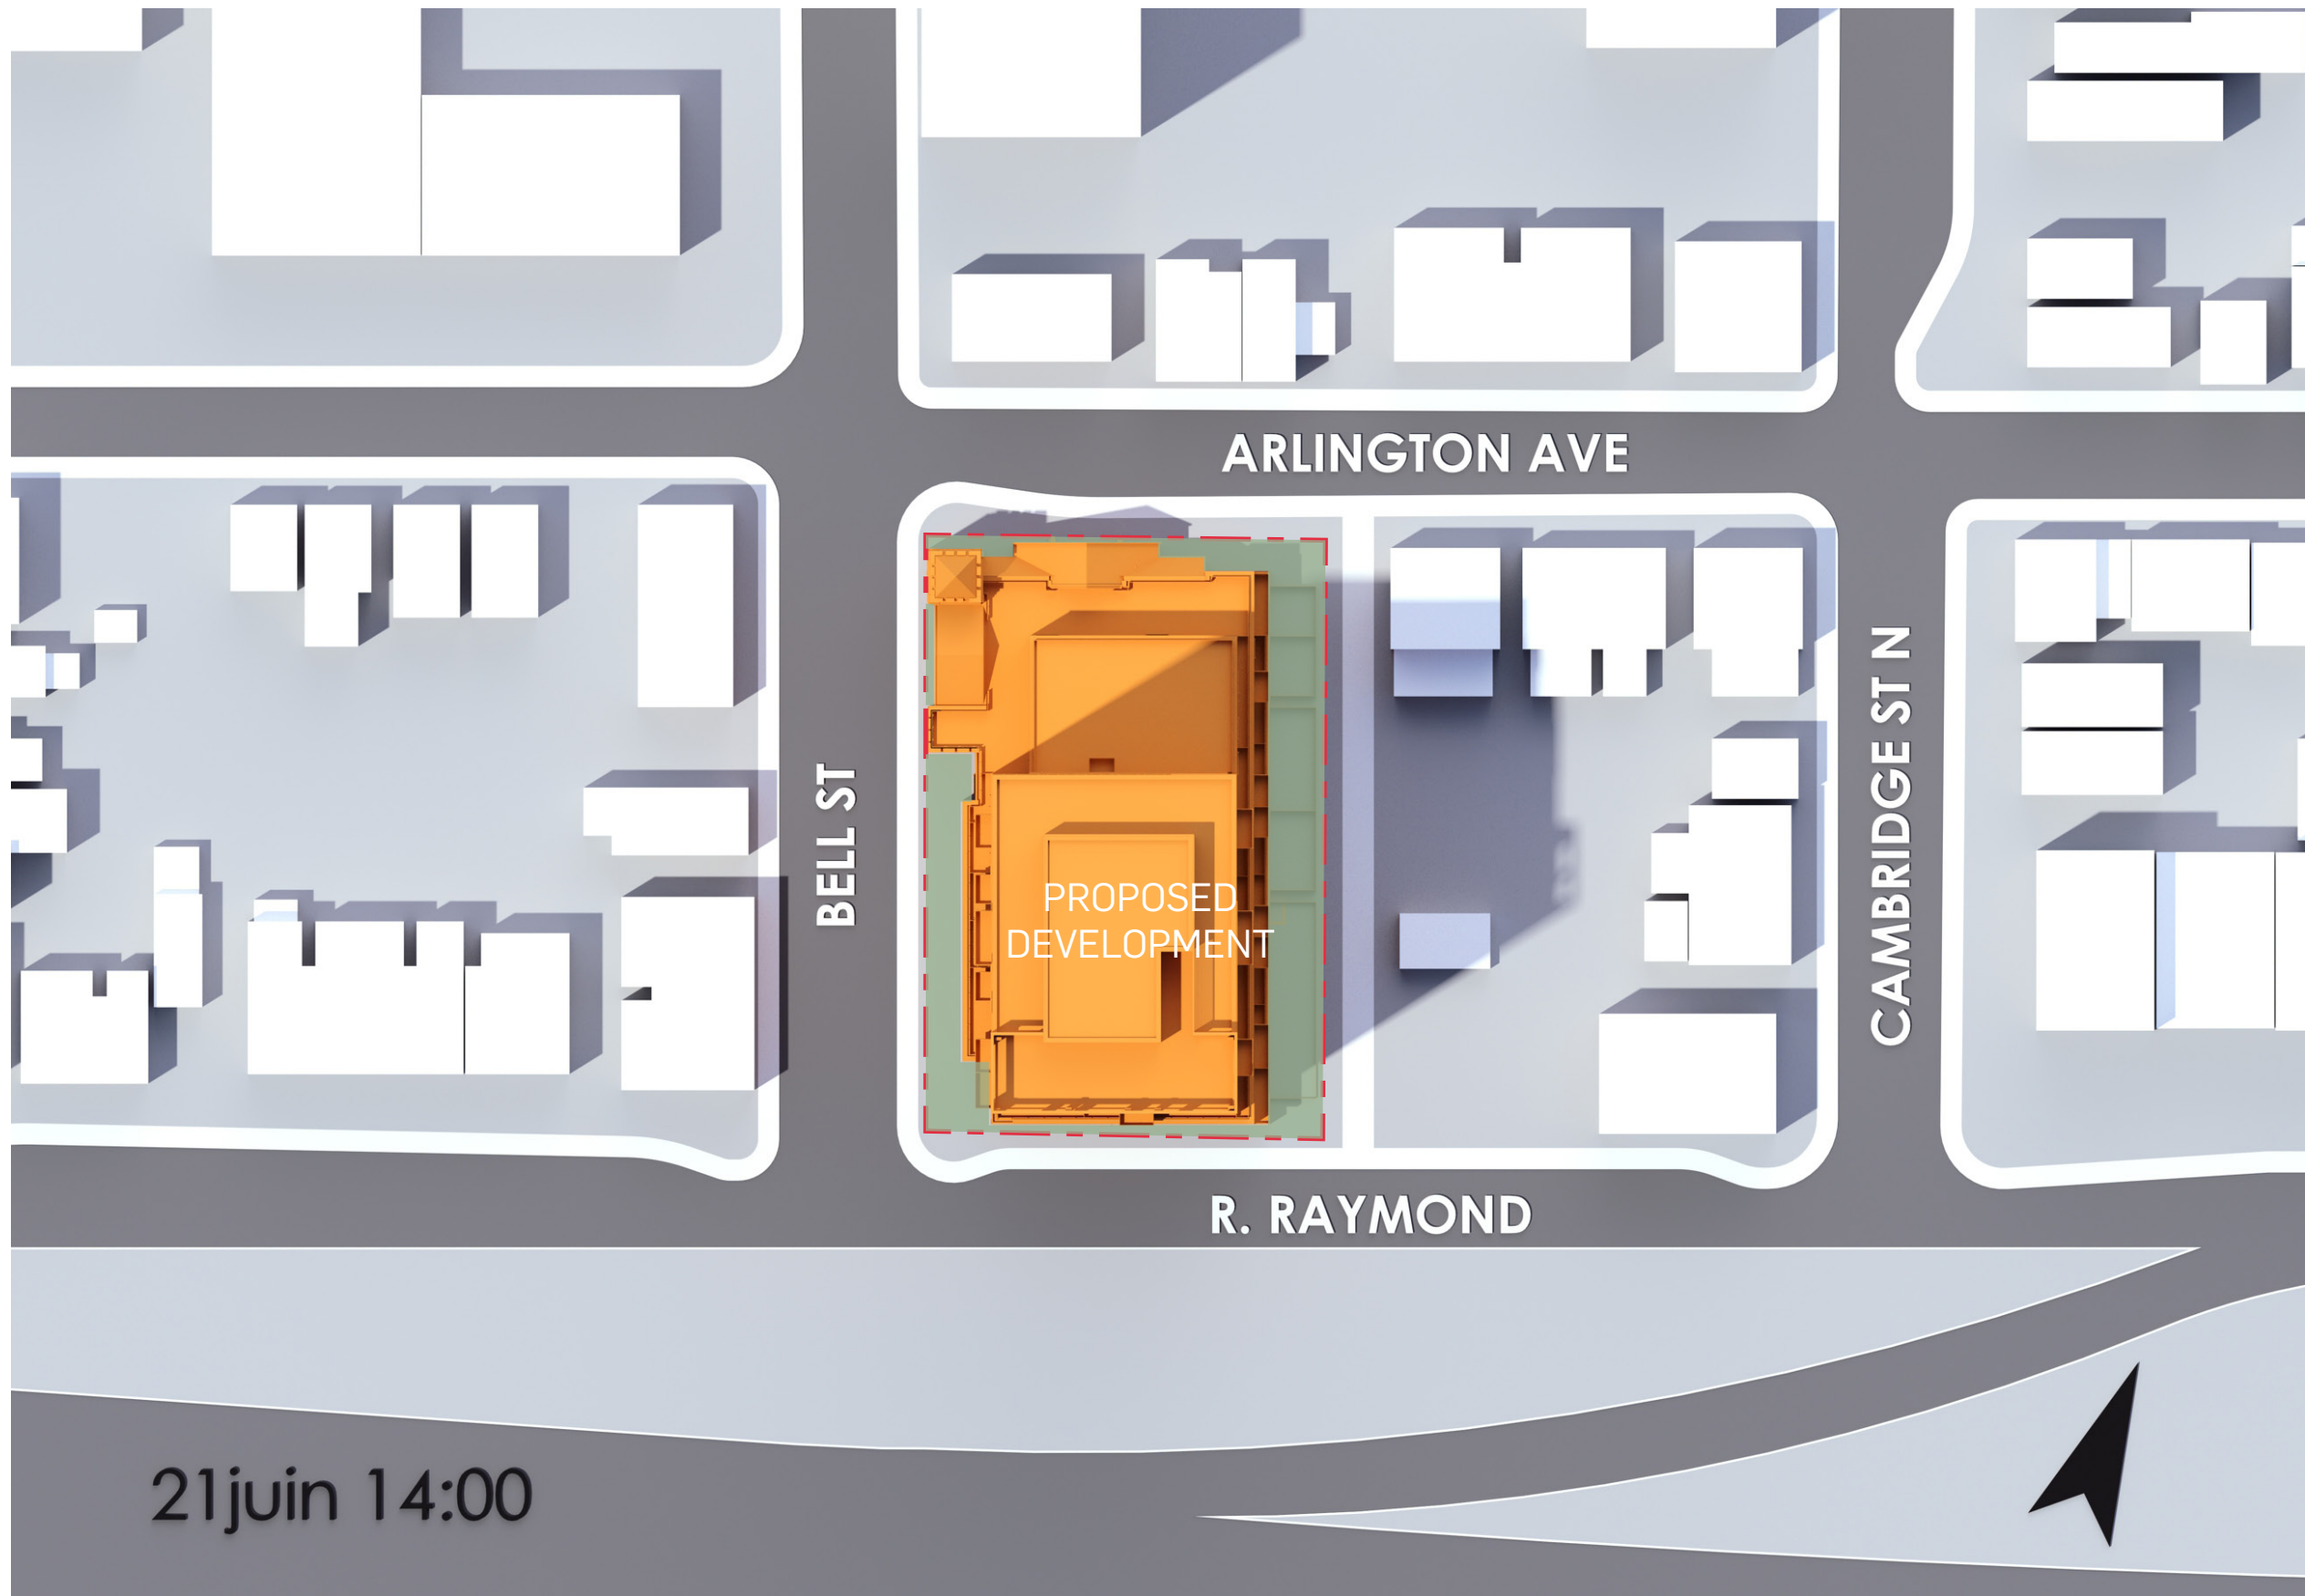 ARLINGTON AVE
BELL ST
CAMBRIDGE ST N
PROPOSED
DEVELOPMENT
R. RAYMOND
21juin 14:00